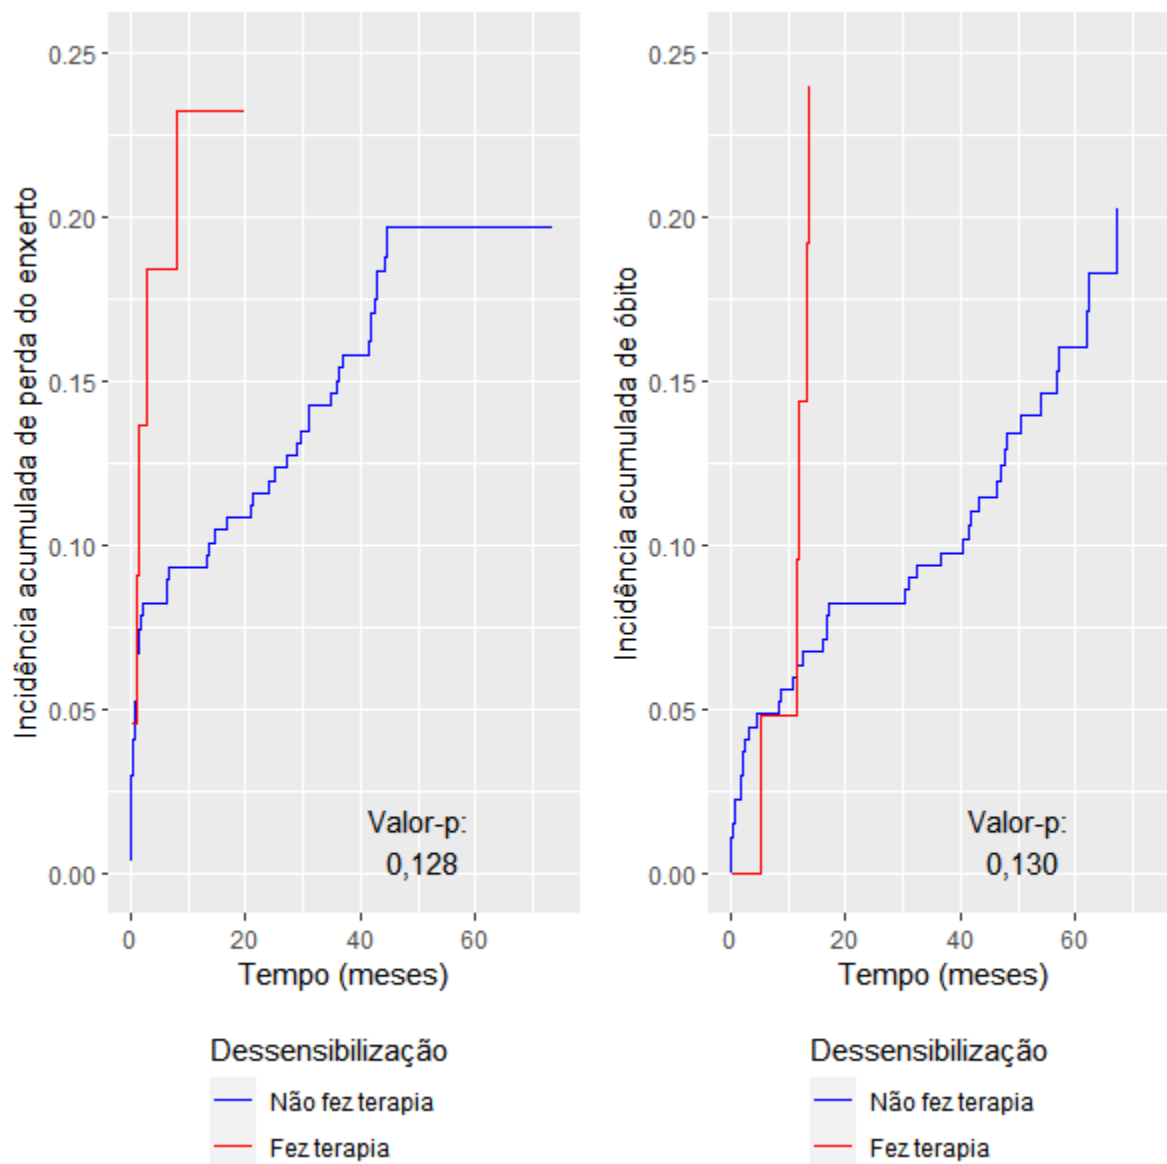 Incidência acumulada de perda do enxerto
0.25
0.20
0.15
0.10
0.05
0.00
Valor-p:
0,128
0 20 40 60
Tempo (meses)
Dessensibilização
Não fez terapia
Fez terapia
Incidência acumulada de óbito
0.25
0.20
0.15
0.10
0.05
0.00
Valor-p:
0,130
0 20 40 60
Tempo (meses)
Dessensibilização
Não fez terapia
Fez terapia